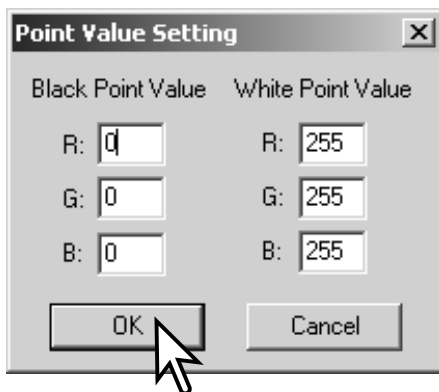 Point Value Setting
Black Point Value White Point Value
R: 0 R: 255
G: 0 G: 255
B: 0 B: 255
OK Cancel